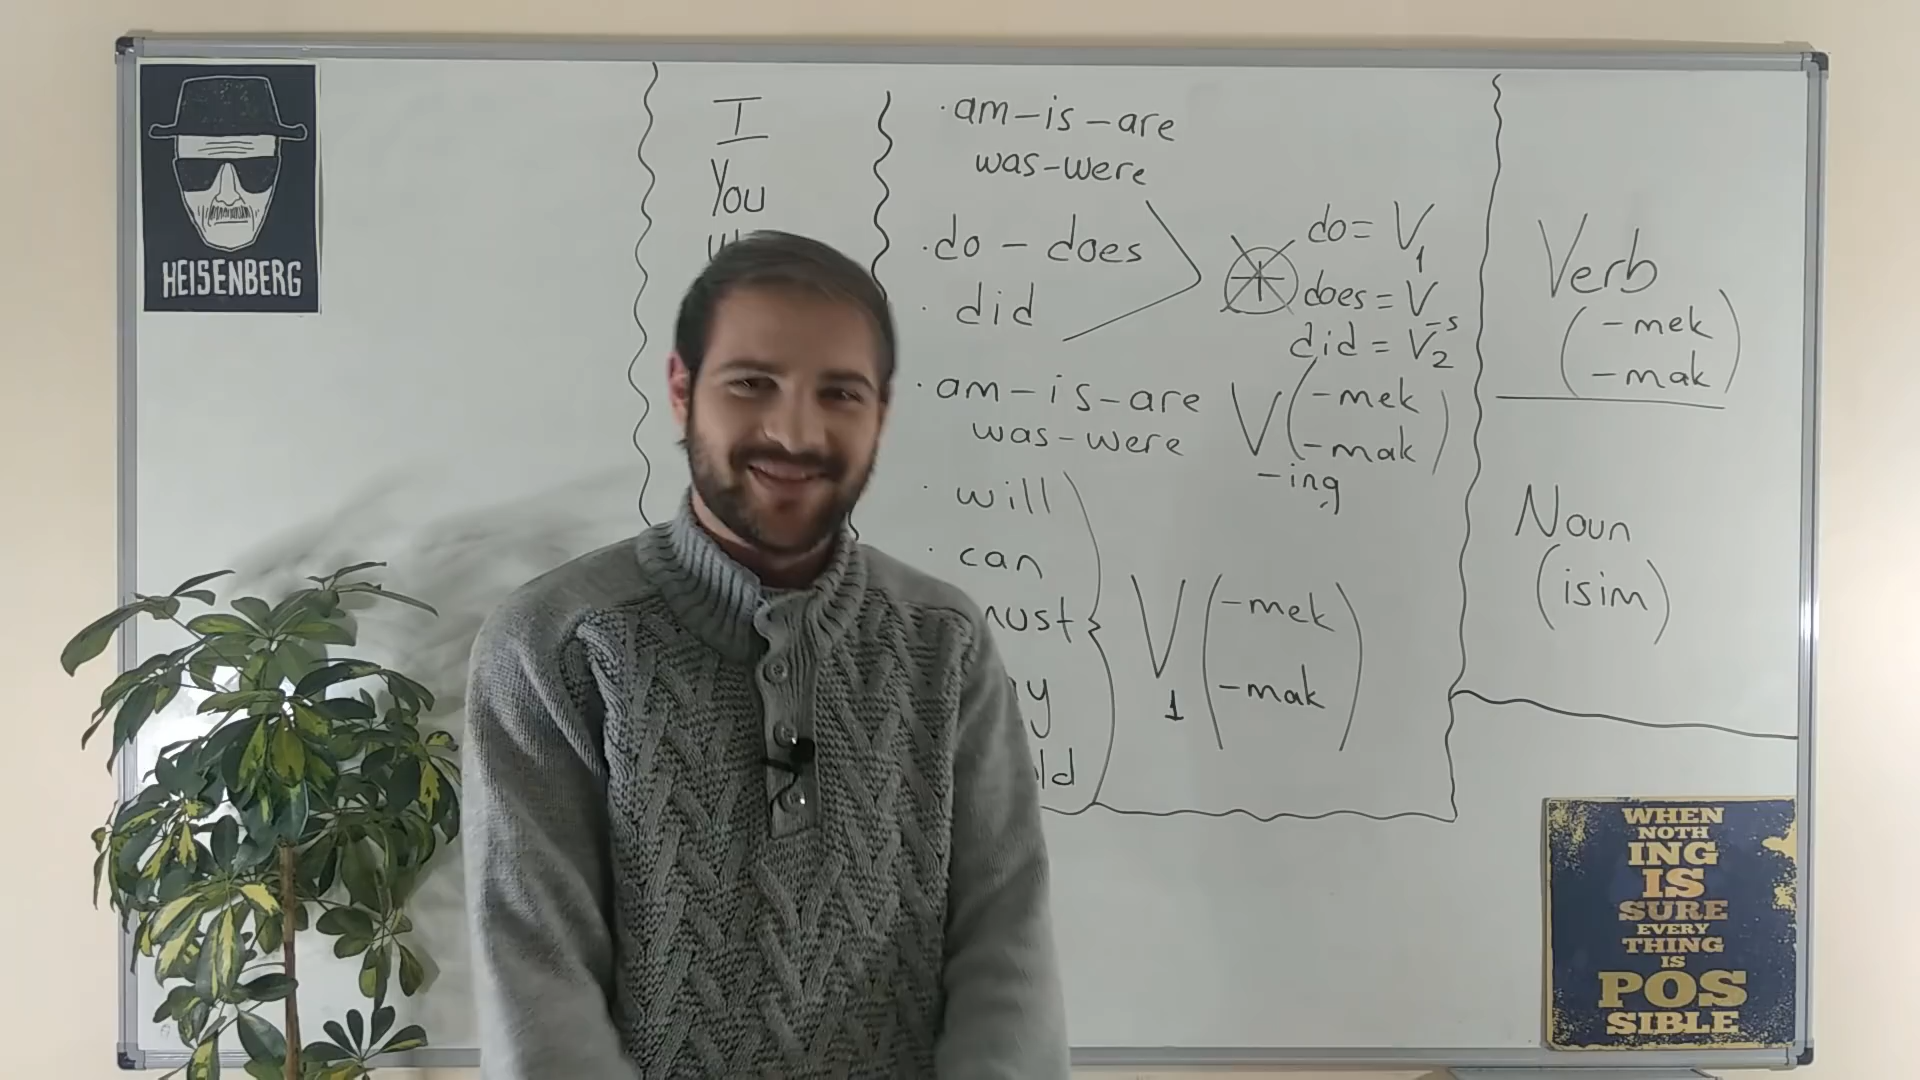 HEISENBERG
I
You
·am-is-are
was-were
·do - does
· did
+
do= V1
does = V-s
did = V2
·am-is-are
was-were
V (-mek
-mak)
-ing
· will
· can
V1 (-mek
-mak)
Verb
(-mek
-mak)
Noun
(isim)
WHEN
NOTH
ING
IS
SURE
EVERY
THING
IS
POS
SIBLE